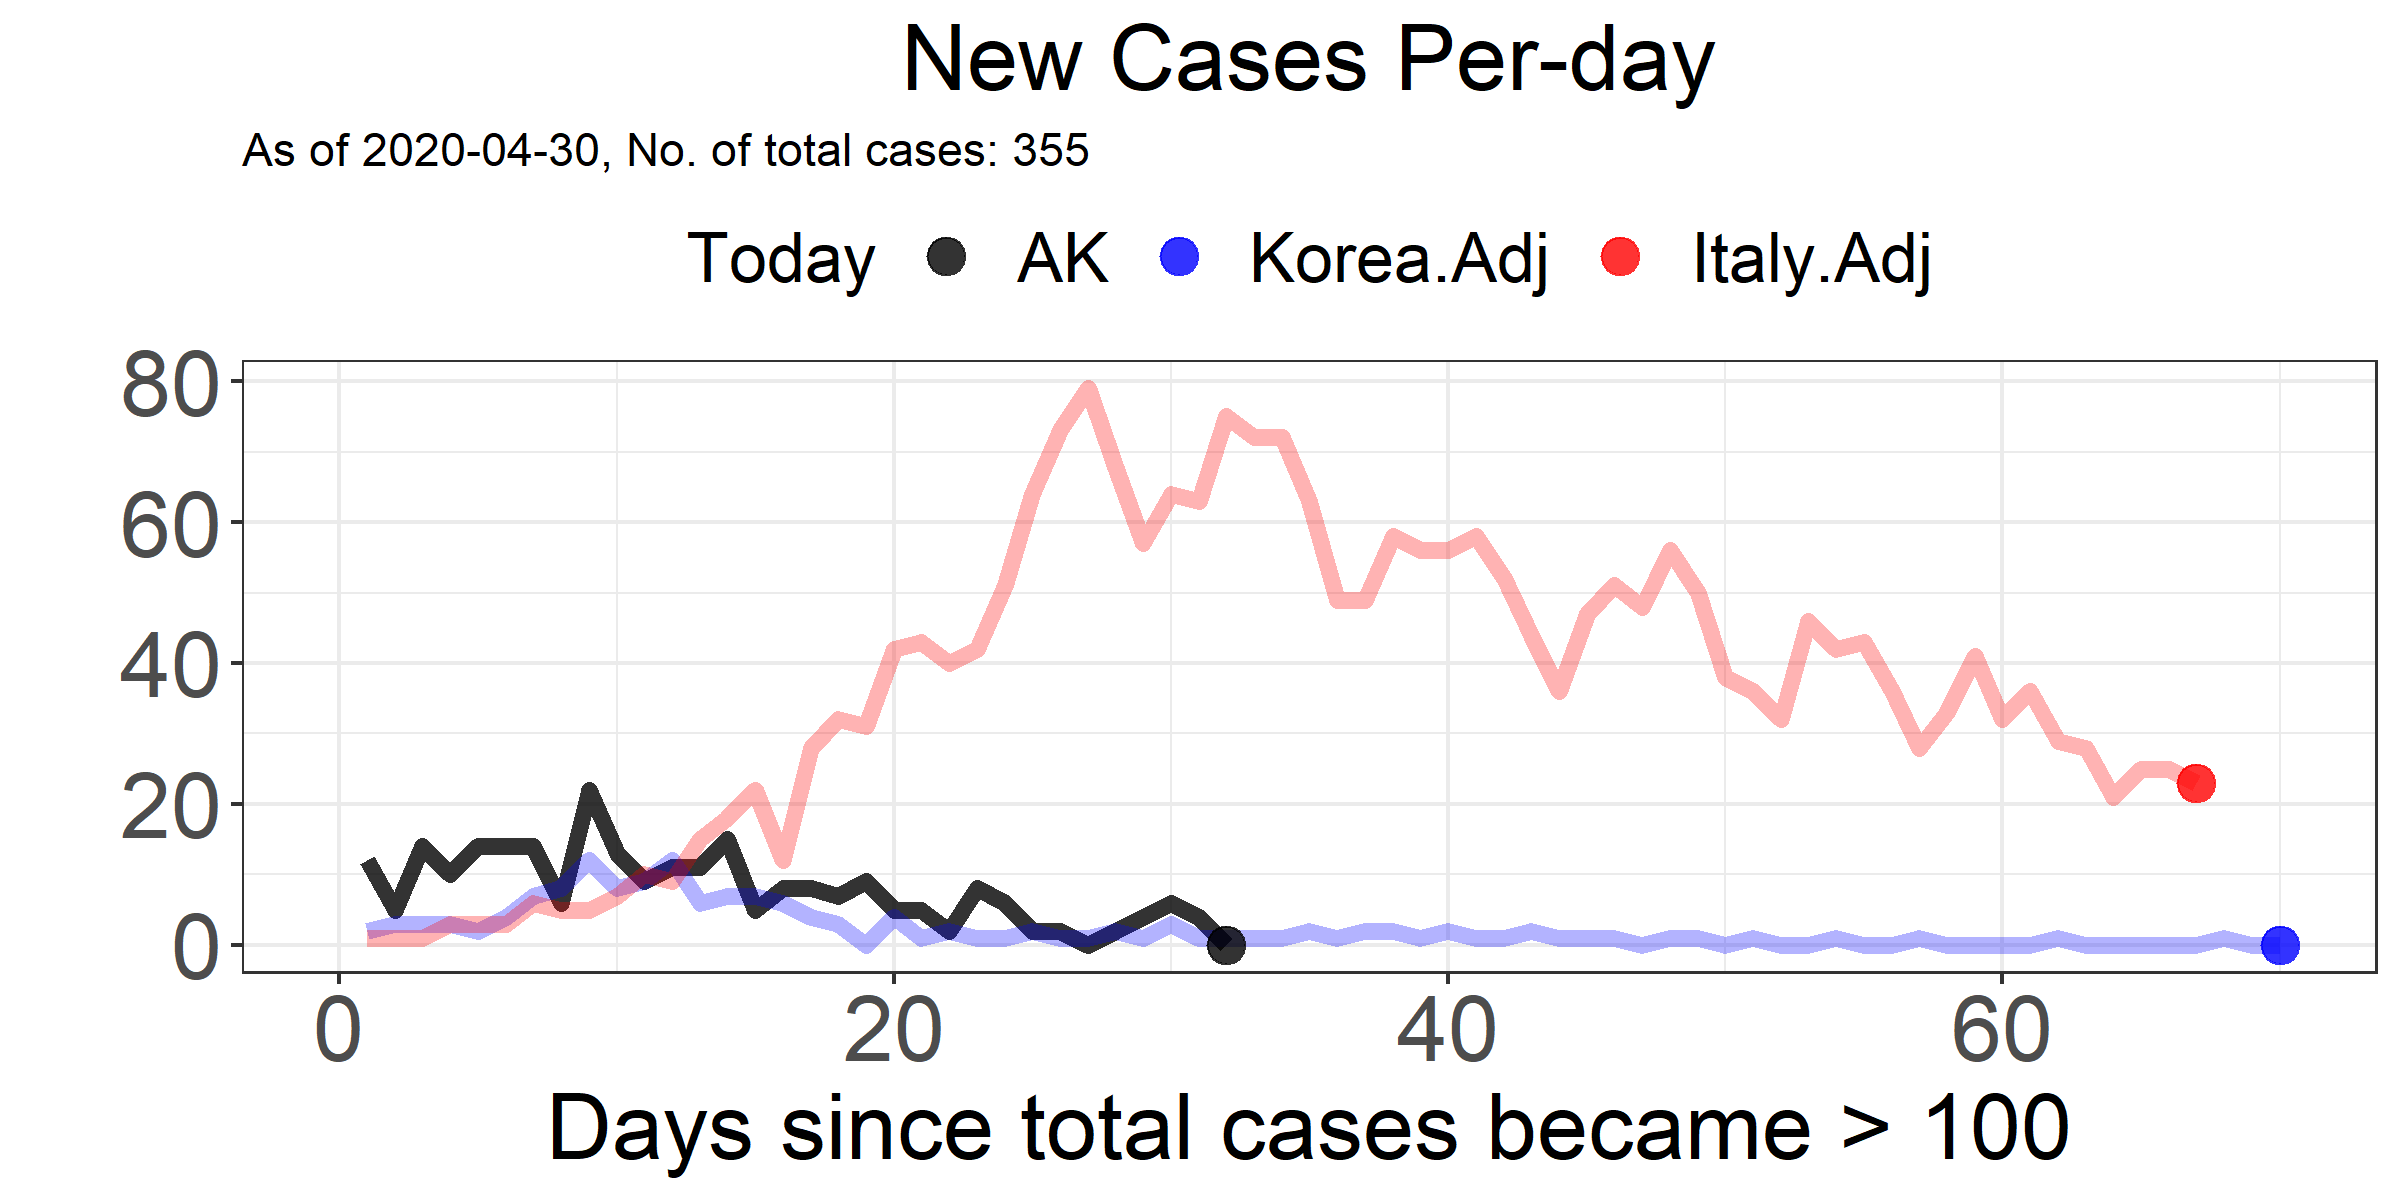 New Cases Per-day
As of 2020-04-30, No. of total cases: 355
Today AK Korea.Adj Italy.Adj
80
60
40
20
0
0 20 40 60
Days since total cases became > 100